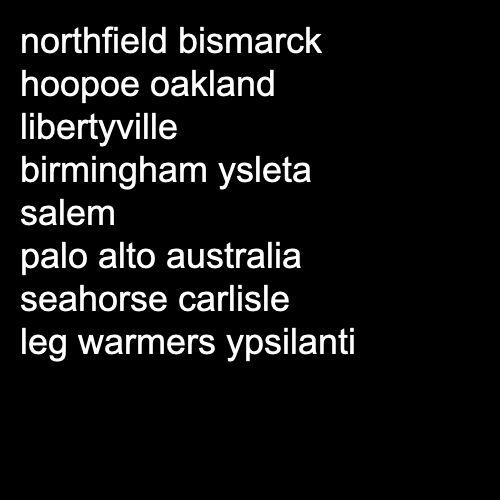 northfield bismarck
hoopoe oakland
libertyville
birmingham ysleta
salem
palo alto australia
seahorse carlisle
leg warmers ypsilanti